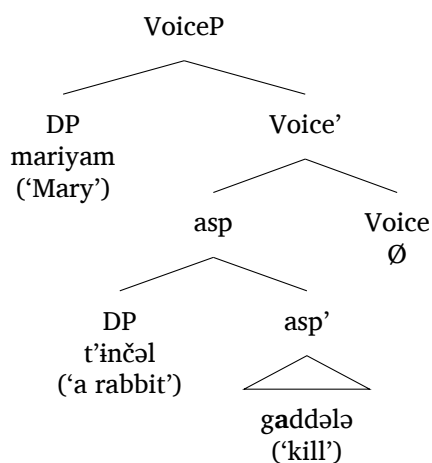 VoiceP
DP Voice’
mariyam
(‘Mary’)
asp Voice
Ø
DP asp’
t’ɨnčəl
(‘a rabbit’)
gaddələ
(‘kill’)